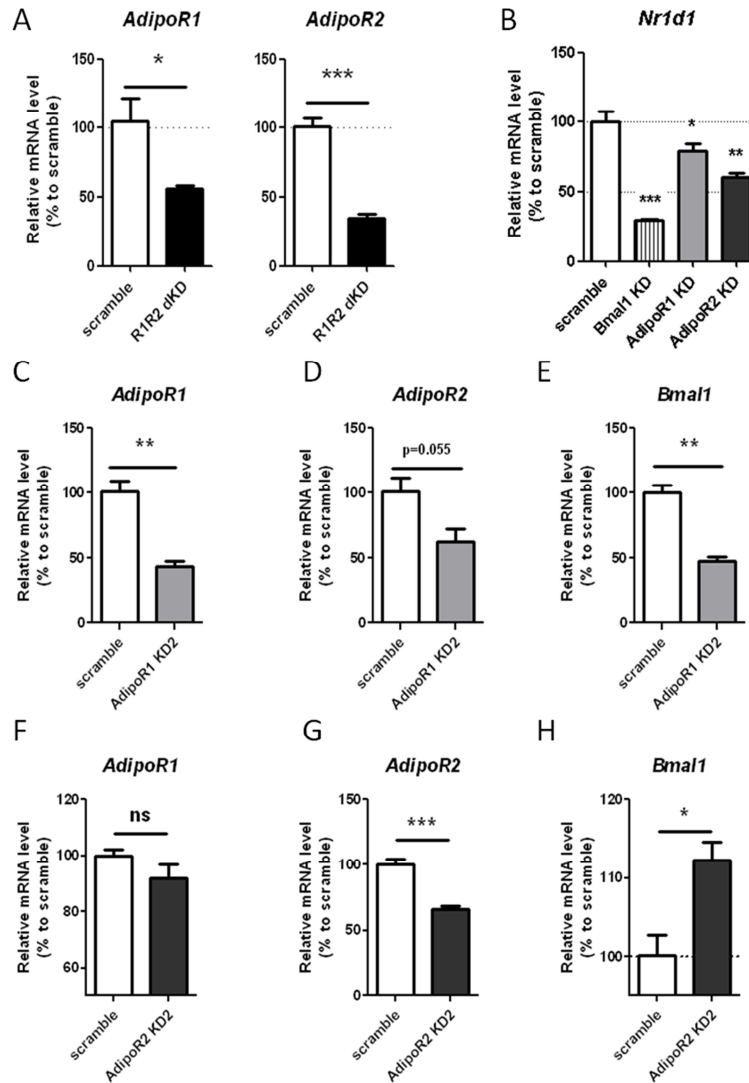 A
AdipoR1
Relative mRNA level
(% to scramble)
150
100
50
0
*
scramble
R1R2 dKD
AdipoR2
150
100
50
0
***
scramble
R1R2 dKD
B
Nr1d1
Relative mRNA level
(% to scramble)
150
100
50
0
***
*
**
scramble
Bmal1 KD
AdipoR1 KD
AdipoR2 KD
C
AdipoR1
Relative mRNA level
(% to scramble)
150
100
50
0
**
scramble
AdipoR1 KD2
D
AdipoR2
Relative mRNA level
(% to scramble)
150
100
50
0
p=0.055
scramble
AdipoR1 KD2
E
Bmal1
Relative mRNA level
(% to scramble)
150
100
50
0
**
scramble
AdipoR1 KD2
F
AdipoR1
Relative mRNA level
(% to scramble)
120
100
80
60
ns
scramble
AdipoR2 KD2
G
AdipoR2
Relative mRNA level
(% to scramble)
150
100
50
0
***
scramble
AdipoR2 KD2
H
Bmal1
Relative mRNA level
(% to scramble)
120
100
*
scramble
AdipoR2 KD2